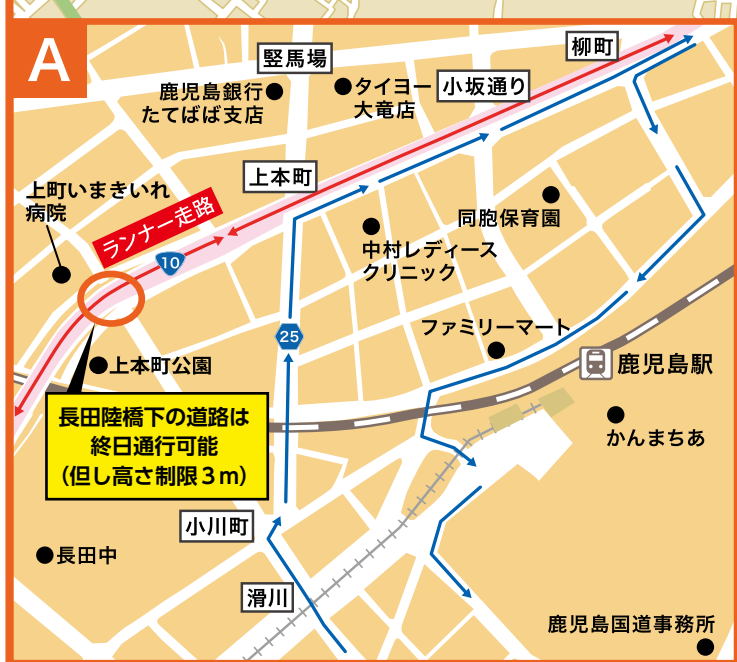 A
竪馬場
柳町
鹿児島銀行
たてばば支店
タイヨー
大竜店
小坂通り
上本町
上町いまきいれ
病院
ランナー走路
10
同胞保育園
中村レディース
クリニック
25
ファミリーマート
上本町公園
鹿児島駅
長田陸橋下の道路は
終日通行可能
(但し高さ制限3m)
かんまちあ
小川町
長田中
滑川
鹿児島国道事務所